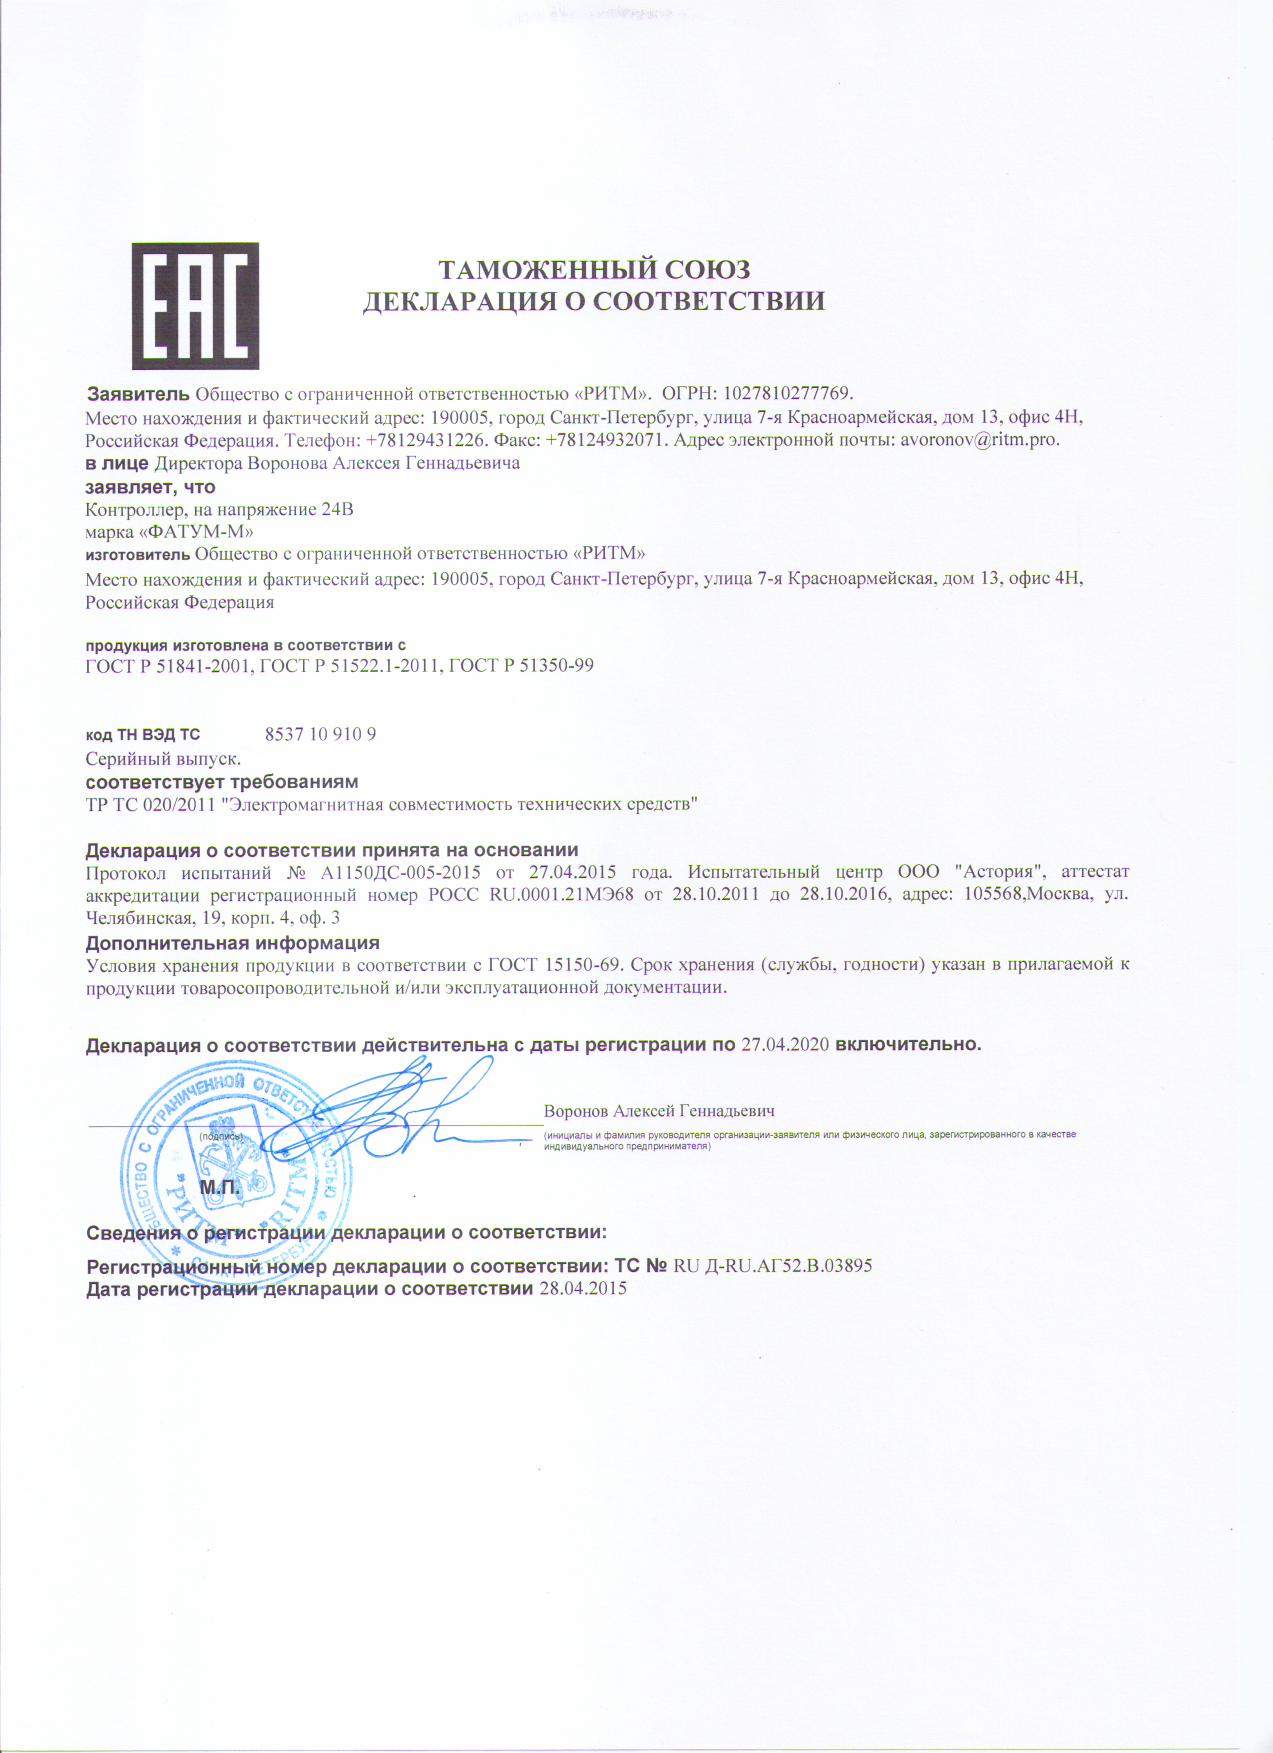 EAC
ТАМОЖЕННЫЙ СОЮЗ
ДЕКЛАРАЦИЯ О СООТВЕТСТВИИ
Заявитель Общество с ограниченной ответственностью «РИТМ». ОГРН: 1027810277769.
Место нахождения и фактический адрес: 190005, город Санкт-Петербург, улица 7-я Красноармейская, дом 13, офис 4Н,
Российская Федерация. Телефон: +78129431226. Факс: +78124932071. Адрес электронной почты: avoronov@ritm.pro.
в лице Директора Воронова Алексея Геннадьевича
заявляет, что
Контроллер, на напряжение 24В
марка «ФАТУМ-М»
изготовитель Общество с ограниченной ответственностью «РИТМ»
Место нахождения и фактический адрес: 190005, город Санкт-Петербург, улица 7-я Красноармейская, дом 13, офис 4Н,
Российская Федерация
продукция изготовлена в соответствии с
ГОСТ Р 51841-2001, ГОСТ Р 51522.1-2011, ГОСТ Р 51350-99
код ТН ВЭД ТС 8537 10 910 9
Серийный выпуск.
соответствует требованиям
ТР ТС 020/2011 "Электромагнитная совместимость технических средств"
Декларация о соответствии принята на основании
Протокол испытаний № А1150ДС-005-2015 от 27.04.2015 года. Испытательный центр ООО "Астория", аттестат
аккредитации регистрационный номер РОСС RU.0001.21МЭ68 от 28.10.2011 до 28.10.2016, адрес: 105568,Москва, ул.
Челябинская, 19, корп. 4, оф. 3
Дополнительная информация
Условия хранения продукции в соответствии с ГОСТ 15150-69. Срок хранения (службы, годности) указан в прилагаемой к
продукции товаросопроводительной и/или эксплуатационной документации.
Декларация о соответствии действительна с даты регистрации по 27.04.2020 включительно.
Воронов Алексей Геннадьевич
(подпись)
(инициалы и фамилия руководителя организации-заявителя или физического лица, зарегистрированного в качестве
индивидуального предпринимателя)
М.П.
ОБЩЕСТВО С ОГРАНИЧЕННОЙ ОТВЕТСТВЕННОСТЬЮ
"РИТМ" "RITM"
Сведения о регистрации декларации о соответствии:
Регистрационный номер декларации о соответствии: ТС № RU Д-RU.АГ52.В.03895
Дата регистрации декларации о соответствии 28.04.2015